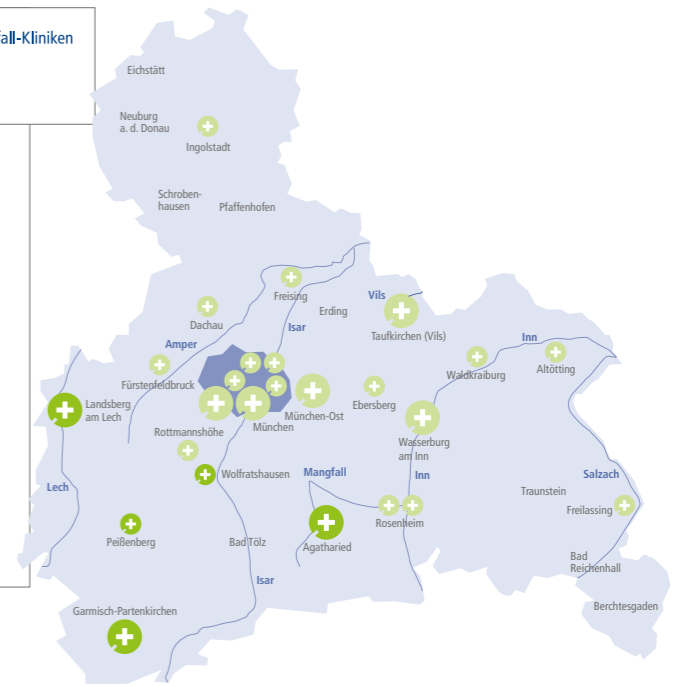 fall-Kliniken
Eichstätt
Neuburg
a. d. Donau
Ingolstadt
Schroben-
hausen
Pfaffenhofen
Freising
Erding
Vils
Dachau
Isar
Taufkirchen (Vils)
Amper
Inn
Waldkraiburg
Altötting
Fürstenfeldbruck
Landsberg
am Lech
München-Ost
Ebersberg
München
Rottmannshöhe
Wasserburg
am Inn
Wolfratshausen
Mangfall
Inn
Salzach
Lech
Traunstein
Freilassing
Rosenheim
Peißenberg
Bad Tölz
Agatharied
Bad
Reichenhall
Isar
Garmisch-Partenkirchen
Berchtesgaden